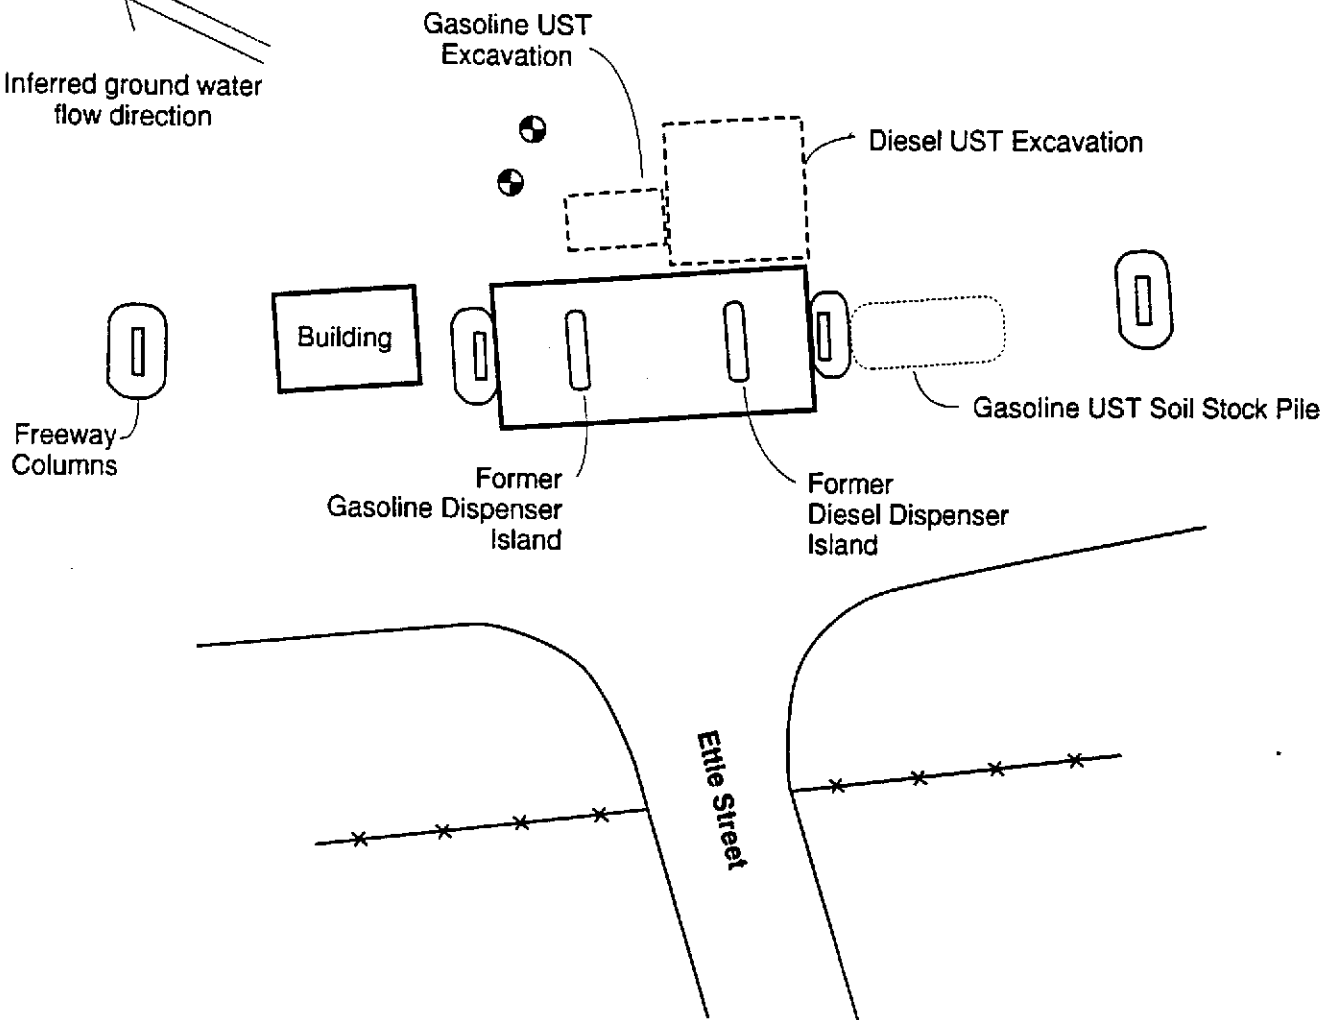 Gasoline UST
Excavation
Inferred ground water
flow direction
Diesel UST Excavation
Building
Freeway
Columns
Gasoline UST Soil Stock Pile
Former
Gasoline Dispenser
Island
Former
Diesel Dispenser
Island
Ettie Street